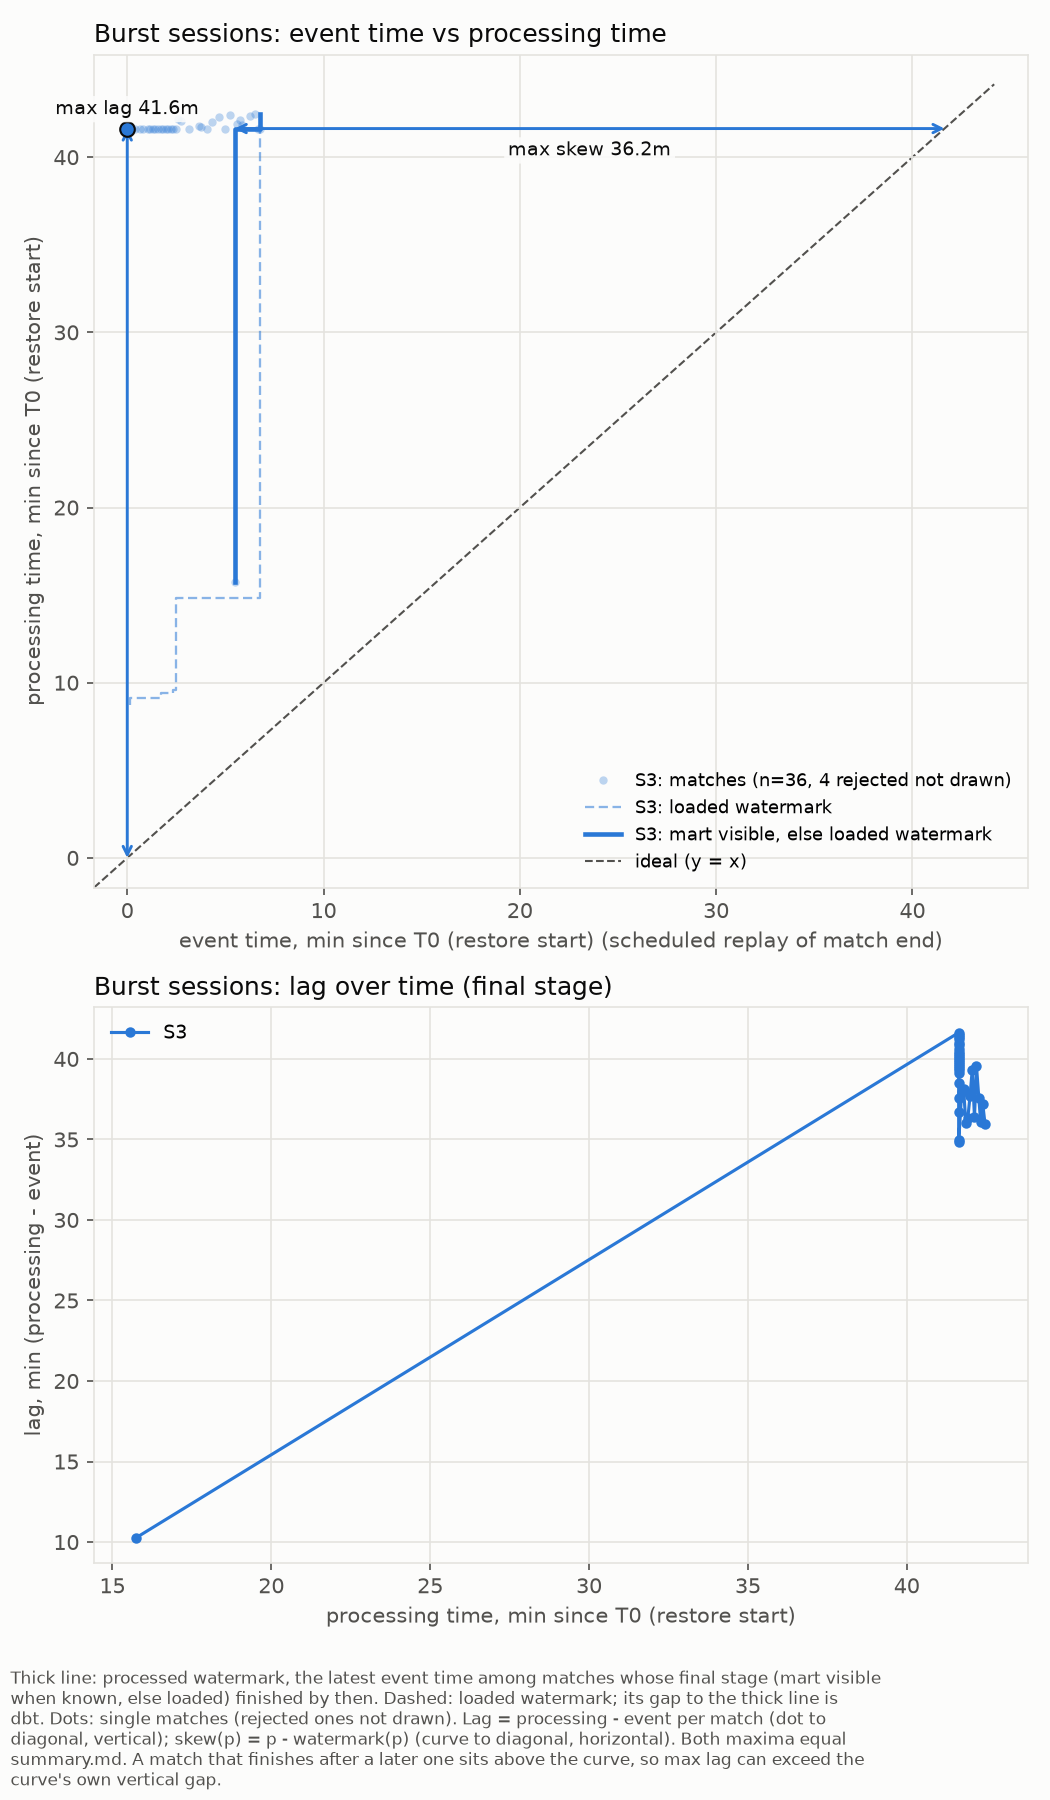 Burst sessions: event time vs processing time
max lag 41.6m
max skew 36.2m
40
30
20
10
0
processing time, min since T0 (restore start)
S3: matches (n=36, 4 rejected not drawn)
S3: loaded watermark
S3: mart visible, else loaded watermark
ideal (y = x)
0 10 20 30 40
event time, min since T0 (restore start) (scheduled replay of match end)
Burst sessions: lag over time (final stage)
S3
40
35
30
25
20
15
10
lag, min (processing - event)
15 20 25 30 35 40
processing time, min since T0 (restore start)
Thick line: processed watermark, the latest event time among matches whose final stage (mart visible
when known, else loaded) finished by then. Dashed: loaded watermark; its gap to the thick line is
dbt. Dots: single matches (rejected ones not drawn). Lag = processing - event per match (dot to
diagonal, vertical); skew(p) = p - watermark(p) (curve to diagonal, horizontal). Both maxima equal
summary.md. A match that finishes after a later one sits above the curve, so max lag can exceed the
curve's own vertical gap.